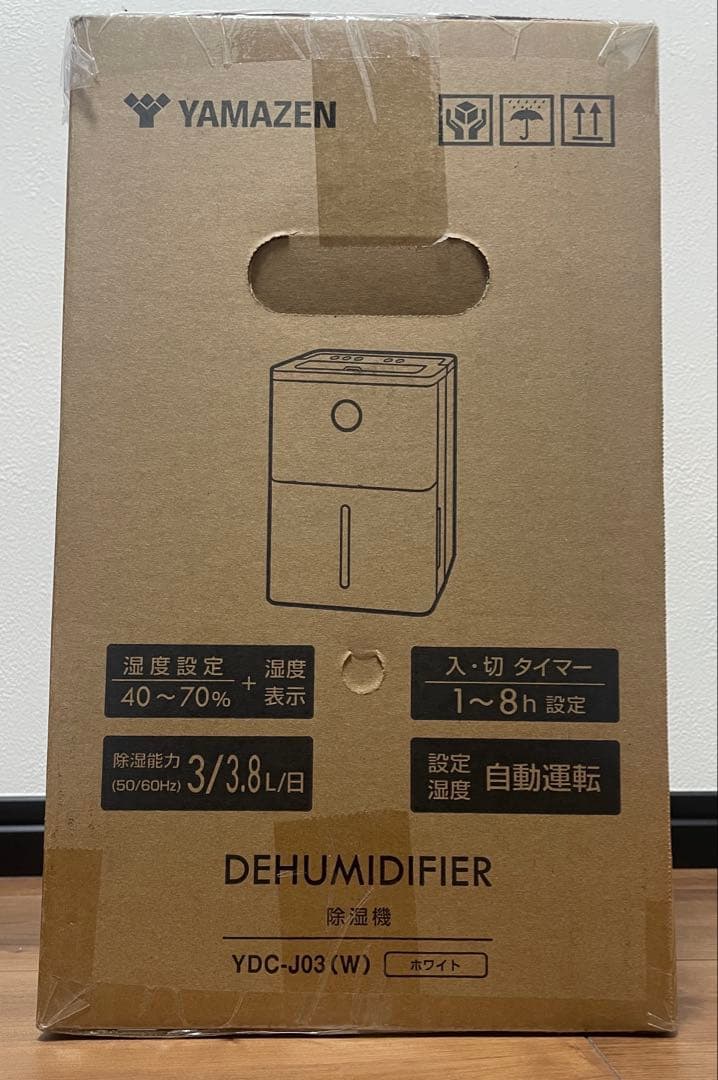 YAMAZEN
湿度設定
40～70%
+
湿度
表示
入・切 タイマー
1～8h 設定
除湿能力
(50/60Hz)
3/3.8L/日
設定
湿度
自動運転
DEHUMIDIFIER
除湿機
YDC-J03(W) ホワイト